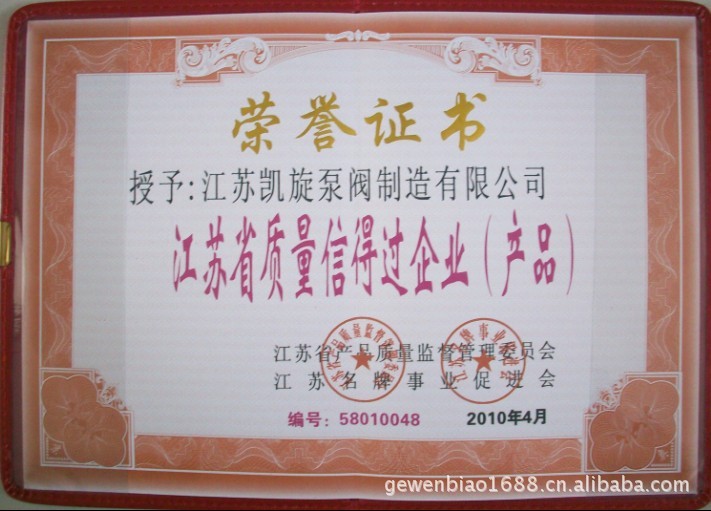 荣誉证书
授予:江苏凯旋泵阀制造有限公司
江苏省质量信得过企业(产品)
江苏省产品质量监督管理委员会
江苏名牌事业促进会
编号:58010048 2010年4月
gewenbiao1688.cn.alibaba.com